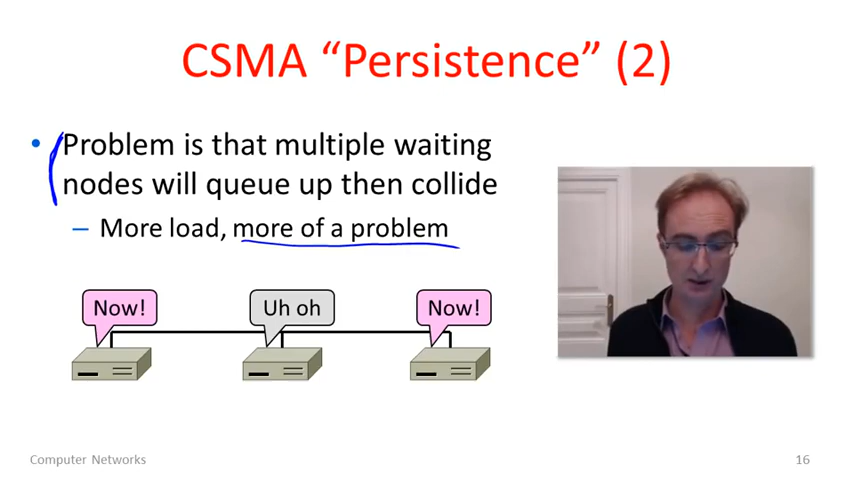 CSMA “Persistence” (2)
• Problem is that multiple waiting
nodes will queue up then collide
– More load, more of a problem
Now!
Uh oh
Now!
Computer Networks
16